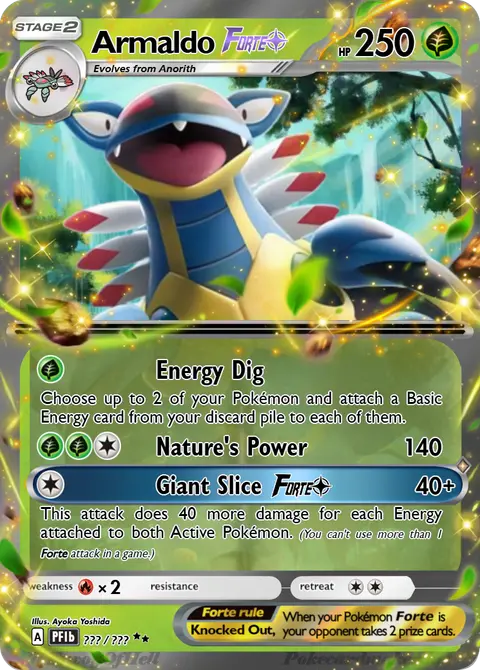 STAGE2 Armaldo FORTE HP 250
Evolves from Anorith
Energy Dig
Choose up to 2 of your Pokémon and attach a Basic
Energy card from your discard pile to each of them.
Nature's Power 140
Giant Slice FORTE 40+
This attack does 40 more damage for each Energy
attached to both Active Pokémon. (You can't use more than 1
Forte attack in a game.)
weakness ×2 resistance retreat
Illus. Ayoka Yoshida
A PFIb ??? / ??? ★★
Forte rule When your Pokémon Forte is
Knocked Out, your opponent takes 2 prize cards.